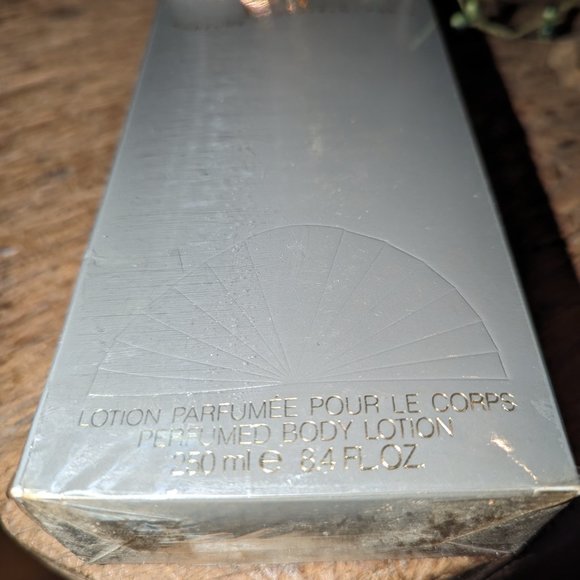 LOTION PARFUMÉE POUR LE CORPS
PERFUMED BODY LOTION
250 ml e 8.4 FL.OZ.